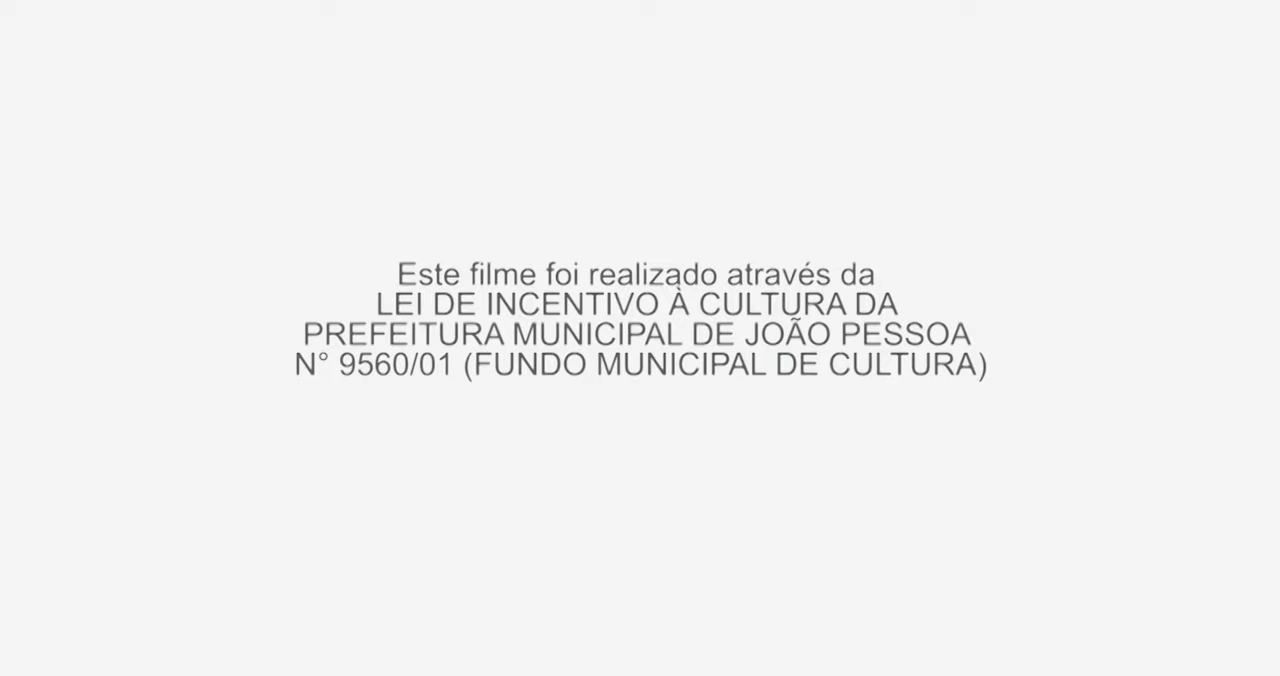 Este filme foi realizado através da
LEI DE INCENTIVO À CULTURA DA
PREFEITURA MUNICIPAL DE JOÃO PESSOA
N° 9560/01 (FUNDO MUNICIPAL DE CULTURA)